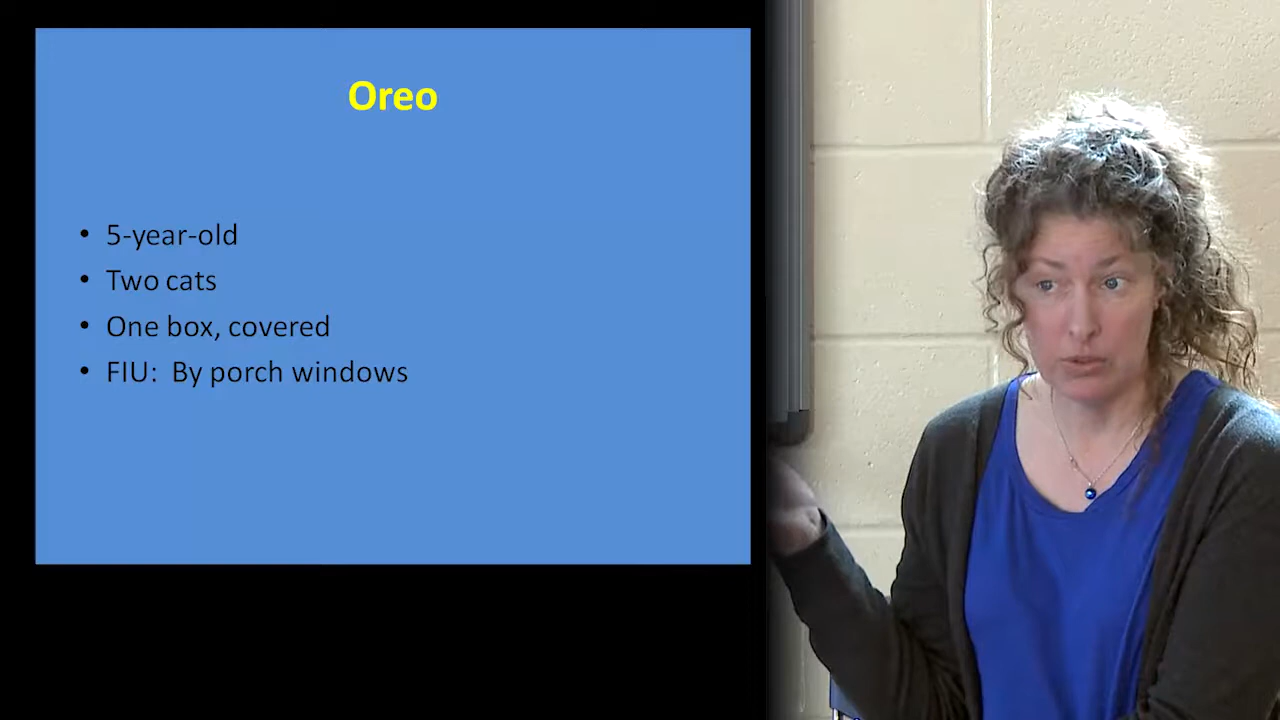 Oreo
• 5-year-old
• Two cats
• One box, covered
• FIU:  By porch windows